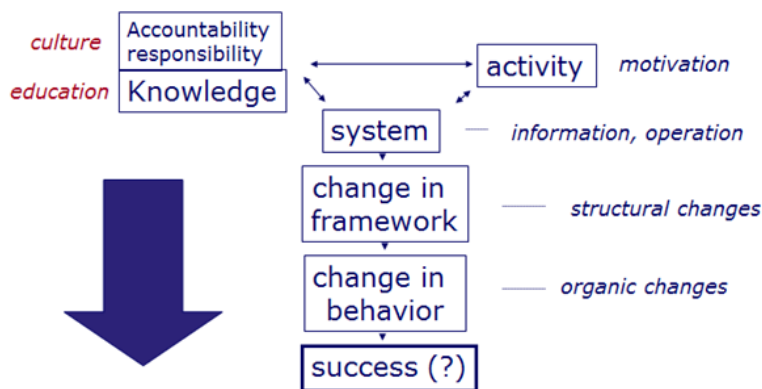 culture
Accountability
responsibility
education
Knowledge
activity
motivation
system
information, operation
change in
framework
structural changes
change in
behavior
organic changes
success (?)